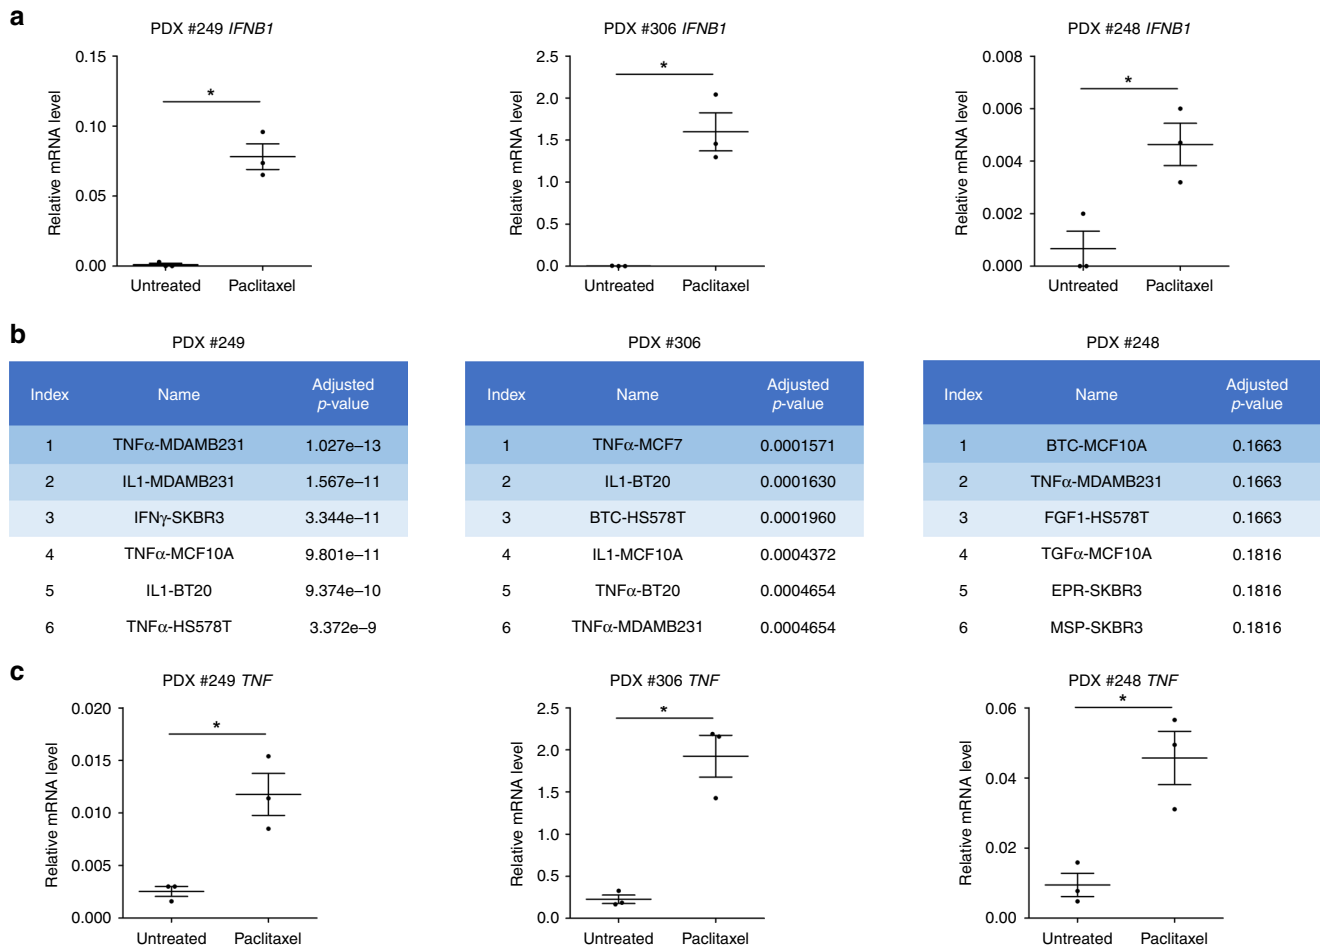 a
PDX #249 IFNB1
Relative mRNA level
0.15
0.10
0.05
0.00
*
Untreated Paclitaxel
PDX #306 IFNB1
Relative mRNA level
2.5
2.0
1.5
1.0
0.5
0.0
*
Untreated Paclitaxel
PDX #248 IFNB1
Relative mRNA level
0.008
0.006
0.004
0.002
0.000
*
Untreated Paclitaxel
b
PDX #249
Index Name Adjusted
p-value
1 TNFα-MDAMB231 1.027e–13
2 IL1-MDAMB231 1.567e–11
3 IFNγ-SKBR3 3.344e–11
4 TNFα-MCF10A 9.801e–11
5 IL1-BT20 9.374e–10
6 TNFα-HS578T 3.372e–9
PDX #306
Index Name Adjusted
p-value
1 TNFα-MCF7 0.0001571
2 IL1-BT20 0.0001630
3 BTC-HS578T 0.0001960
4 IL1-MCF10A 0.0004372
5 TNFα-BT20 0.0004654
6 TNFα-MDAMB231 0.0004654
PDX #248
Index Name Adjusted
p-value
1 BTC-MCF10A 0.1663
2 TNFα-MDAMB231 0.1663
3 FGF1-HS578T 0.1663
4 TGFα-MCF10A 0.1816
5 EPR-SKBR3 0.1816
6 MSP-SKBR3 0.1816
c
PDX #249 TNF
Relative mRNA level
0.020
0.015
0.010
0.005
0.000
*
Untreated Paclitaxel
PDX #306 TNF
Relative mRNA level
2.5
2.0
1.5
1.0
0.5
0.0
*
Untreated Paclitaxel
PDX #248 TNF
Relative mRNA level
0.06
0.04
0.02
0.00
*
Untreated Paclitaxel